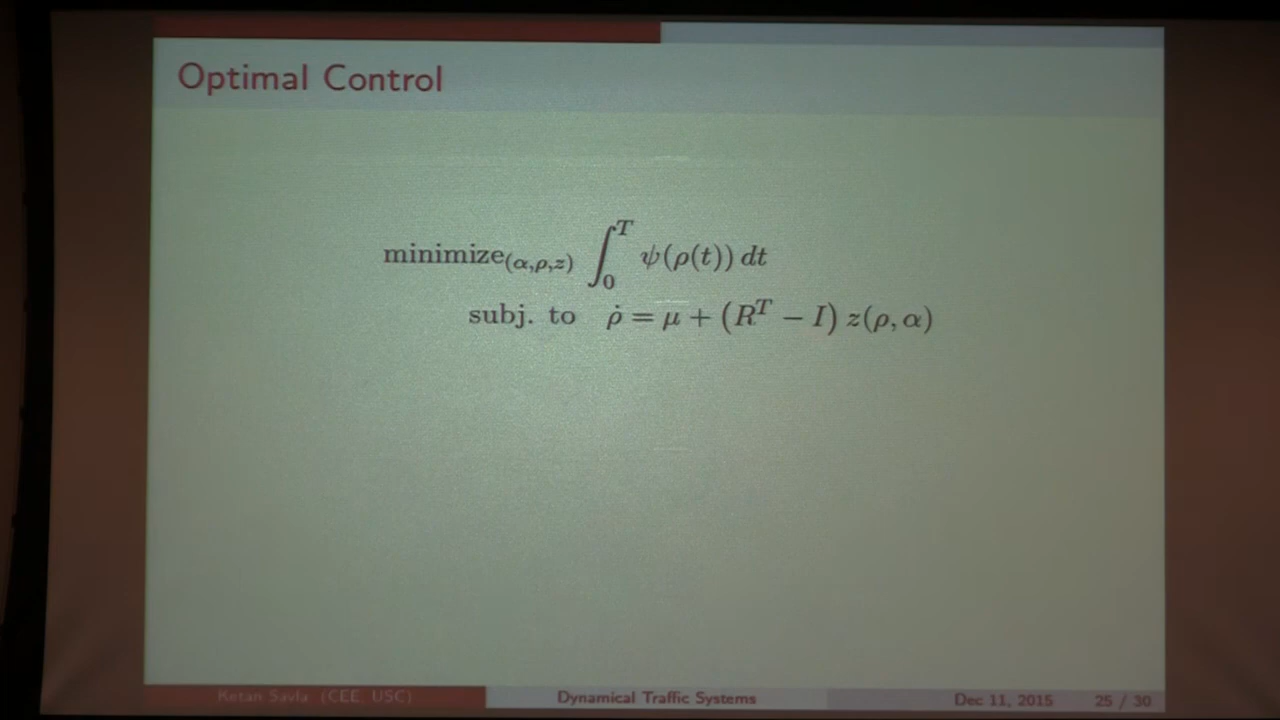 Optimal Control
minimize_(α,ρ,z) ∫_0^T ψ(ρ(t)) dt
subj. to ρ̇ = μ + (R^T − I) z(ρ, α)
Ketan Savla (CEE, USC) Dynamical Traffic Systems Dec 11, 2015 25 / 30